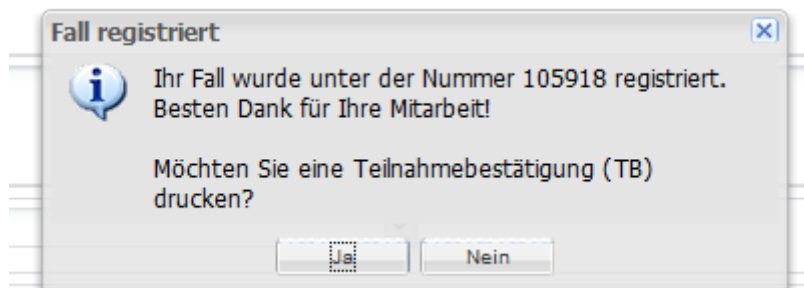 Fall registriert
Ihr Fall wurde unter der Nummer 105918 registriert.
Besten Dank für Ihre Mitarbeit!
Möchten Sie eine Teilnahmebestätigung (TB)
drucken?
Ja
Nein